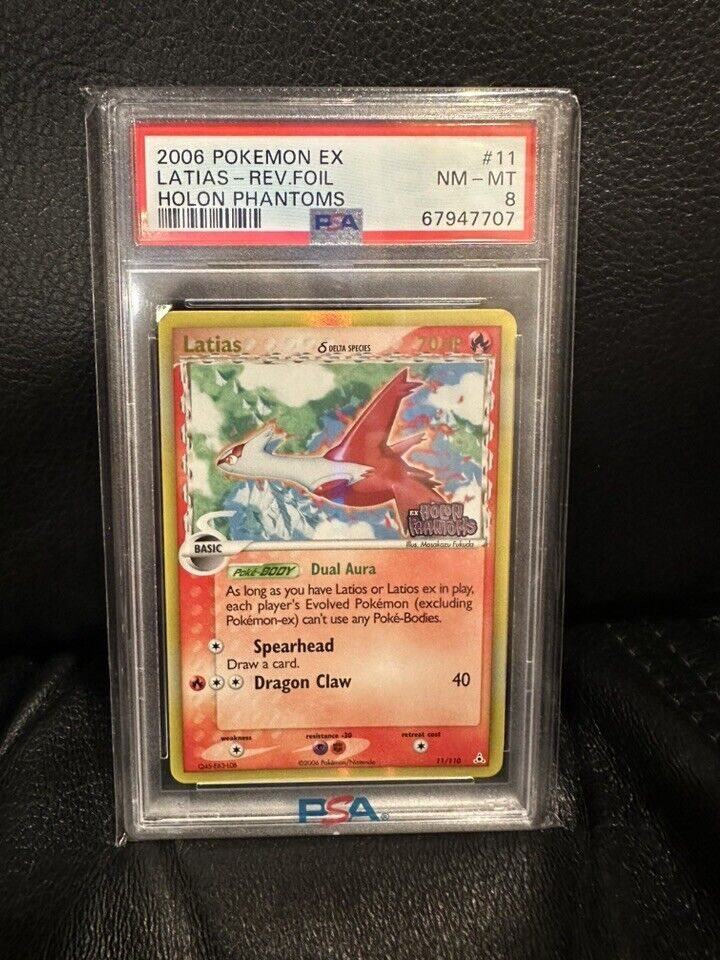 2006 POKEMON EX #11
LATIAS-REV.FOIL NM-MT
HOLON PHANTOMS 8
PSA 67947707
Latias δ DELTA SPECIES 70 HP
EX HOLON
PHANTOMS
Illus. Masakazu Fukuda
BASIC
Poké-BODY Dual Aura
As long as you have Latios or Latios ex in play,
each player's Evolved Pokémon (excluding
Pokémon-ex) can't use any Poké-Bodies.
Spearhead
Draw a card.
Dragon Claw 40
weakness resistance -30 retreat cost
©2006 Pokémon/Nintendo 11/110
PSA